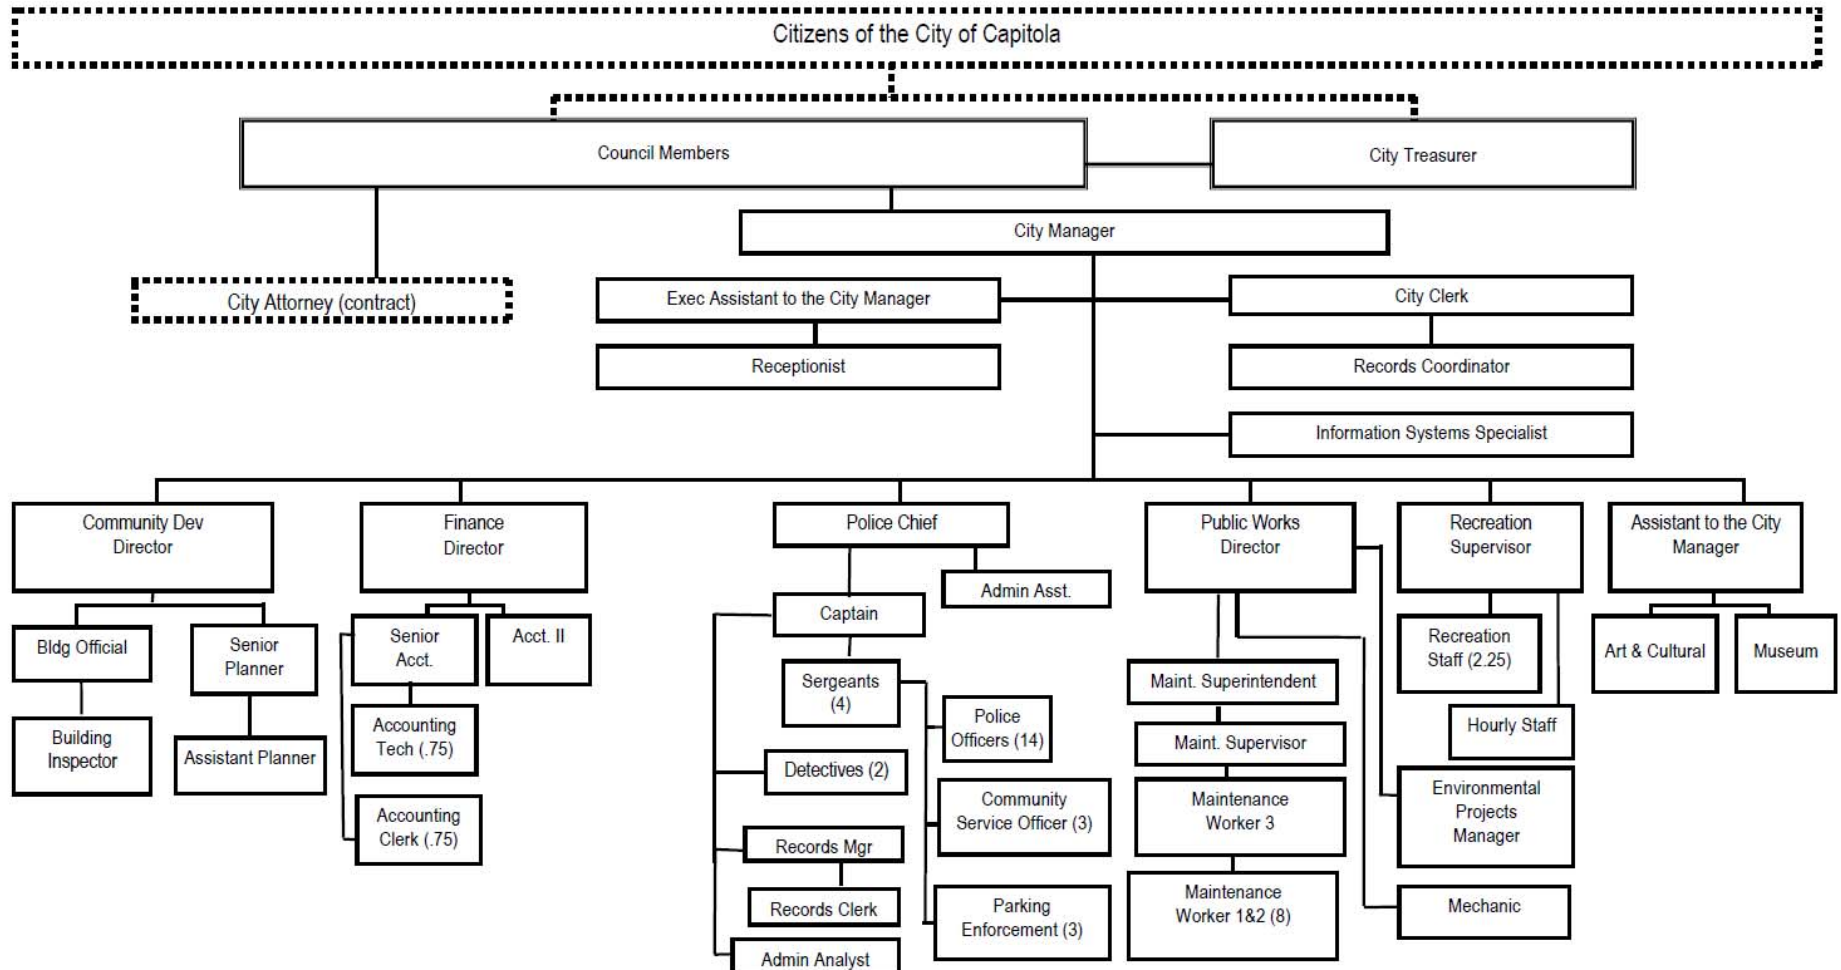 Citizens of the City of Capitola
Council Members
City Treasurer
City Manager
City Attorney (contract)
Exec Assistant to the City Manager
City Clerk
Receptionist
Records Coordinator
Information Systems Specialist
Community Dev
Director
Finance
Director
Police Chief
Public Works
Director
Recreation
Supervisor
Assistant to the City
Manager
Bldg Official
Senior
Planner
Building
Inspector
Assistant Planner
Senior
Acct.
Acct. II
Accounting
Tech (.75)
Accounting
Clerk (.75)
Admin Asst.
Captain
Sergeants
(4)
Police
Officers (14)
Detectives (2)
Community
Service Officer (3)
Records Mgr
Records Clerk
Parking
Enforcement (3)
Admin Analyst
Maint. Superintendent
Maint. Supervisor
Maintenance
Worker 3
Maintenance
Worker 1&2 (8)
Recreation
Staff (2.25)
Hourly Staff
Environmental
Projects
Manager
Mechanic
Art & Cultural
Museum